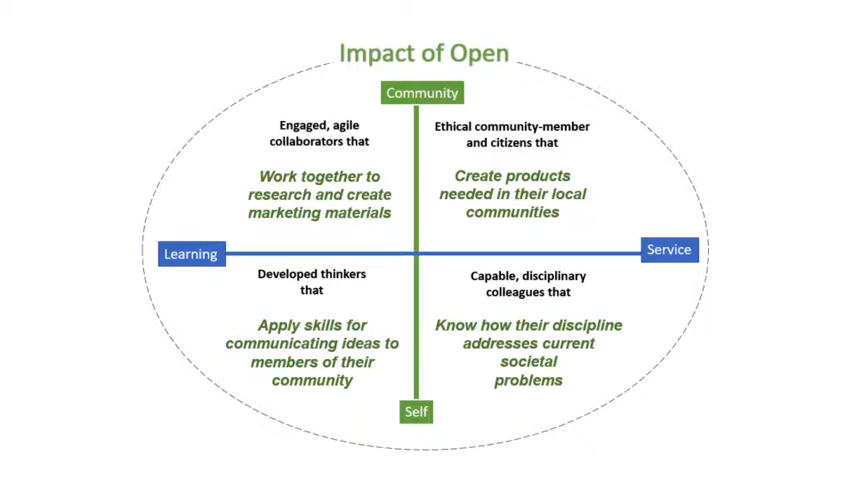 Impact of Open
Community
Engaged, agile
collaborators that
Work together to
research and create
marketing materials
Ethical community-member
and citizens that
Create products
needed in their local
communities
Learning
Service
Developed thinkers
that
Apply skills for
communicating ideas to
members of their
community
Capable, disciplinary
colleagues that
Know how their discipline
addresses current
societal
problems
Self